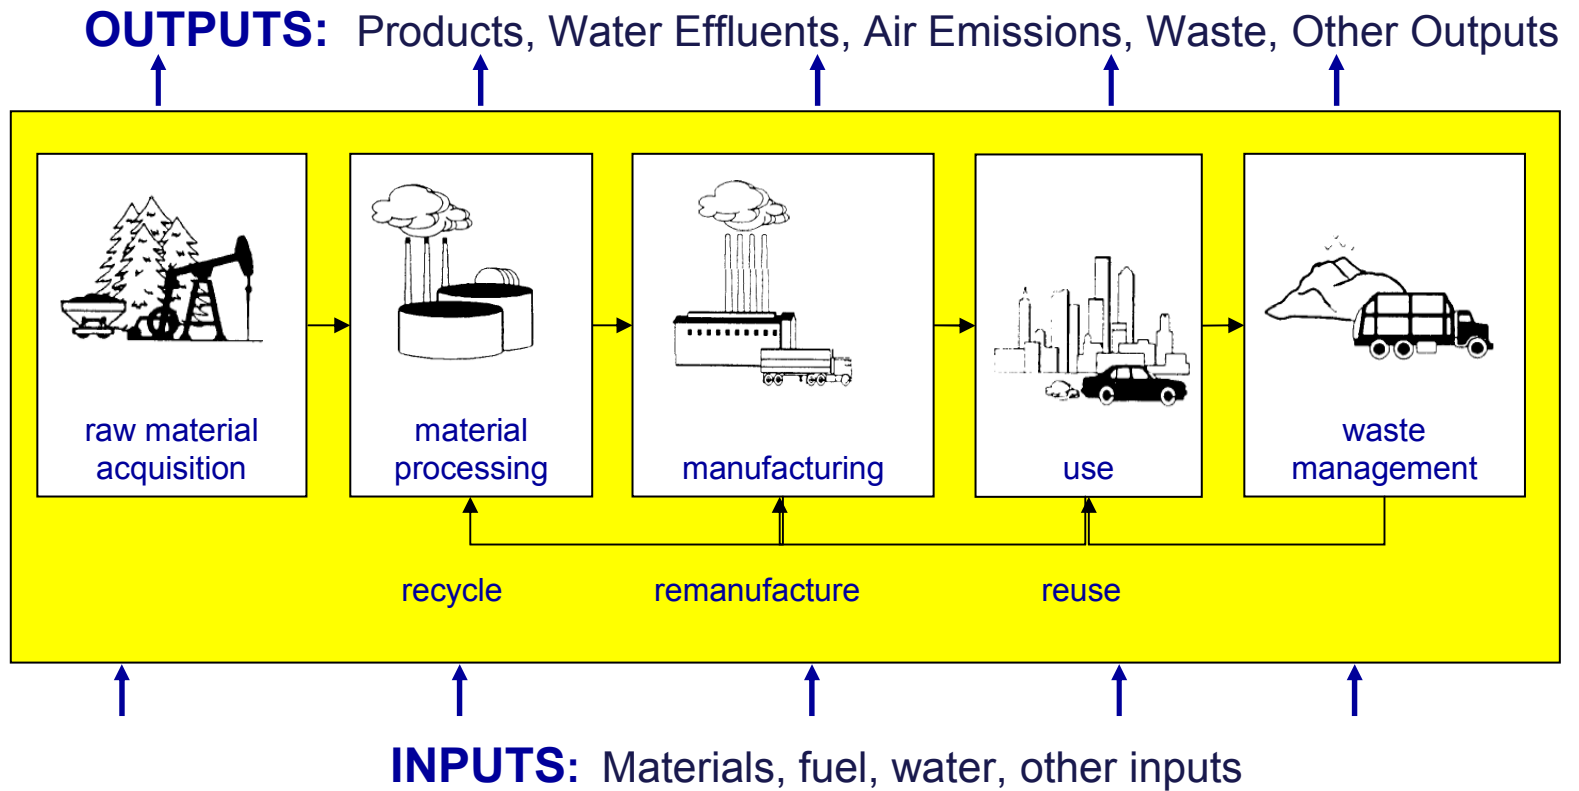 OUTPUTS: Products, Water Effluents, Air Emissions, Waste, Other Outputs
raw material
acquisition
material
processing
manufacturing
use
waste
management
recycle
remanufacture
reuse
INPUTS: Materials, fuel, water, other inputs